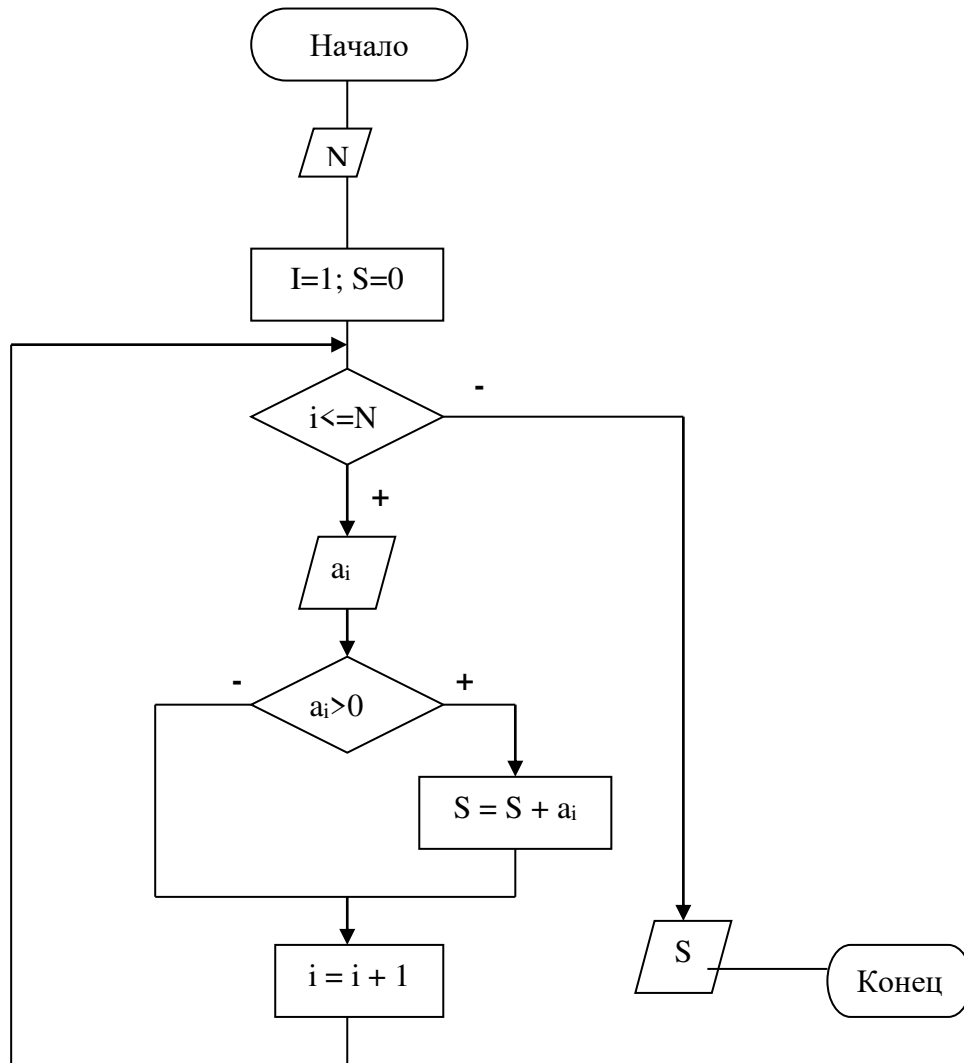 Начало
N
I=1; S=0
-
i<=N
+
aᵢ
-
+
aᵢ>0
S = S + aᵢ
i = i + 1
S
Конец